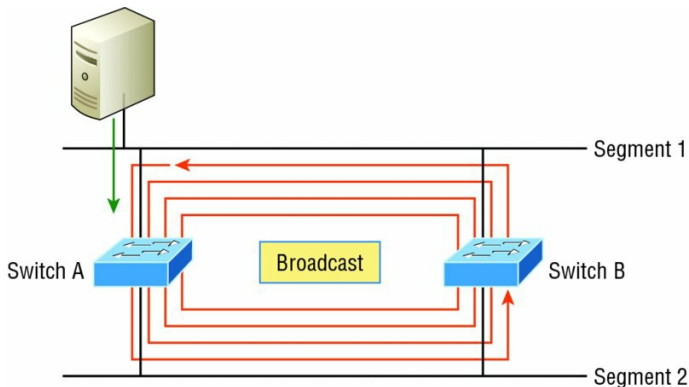 Segment 1
Switch A
Broadcast
Switch B
Segment 2